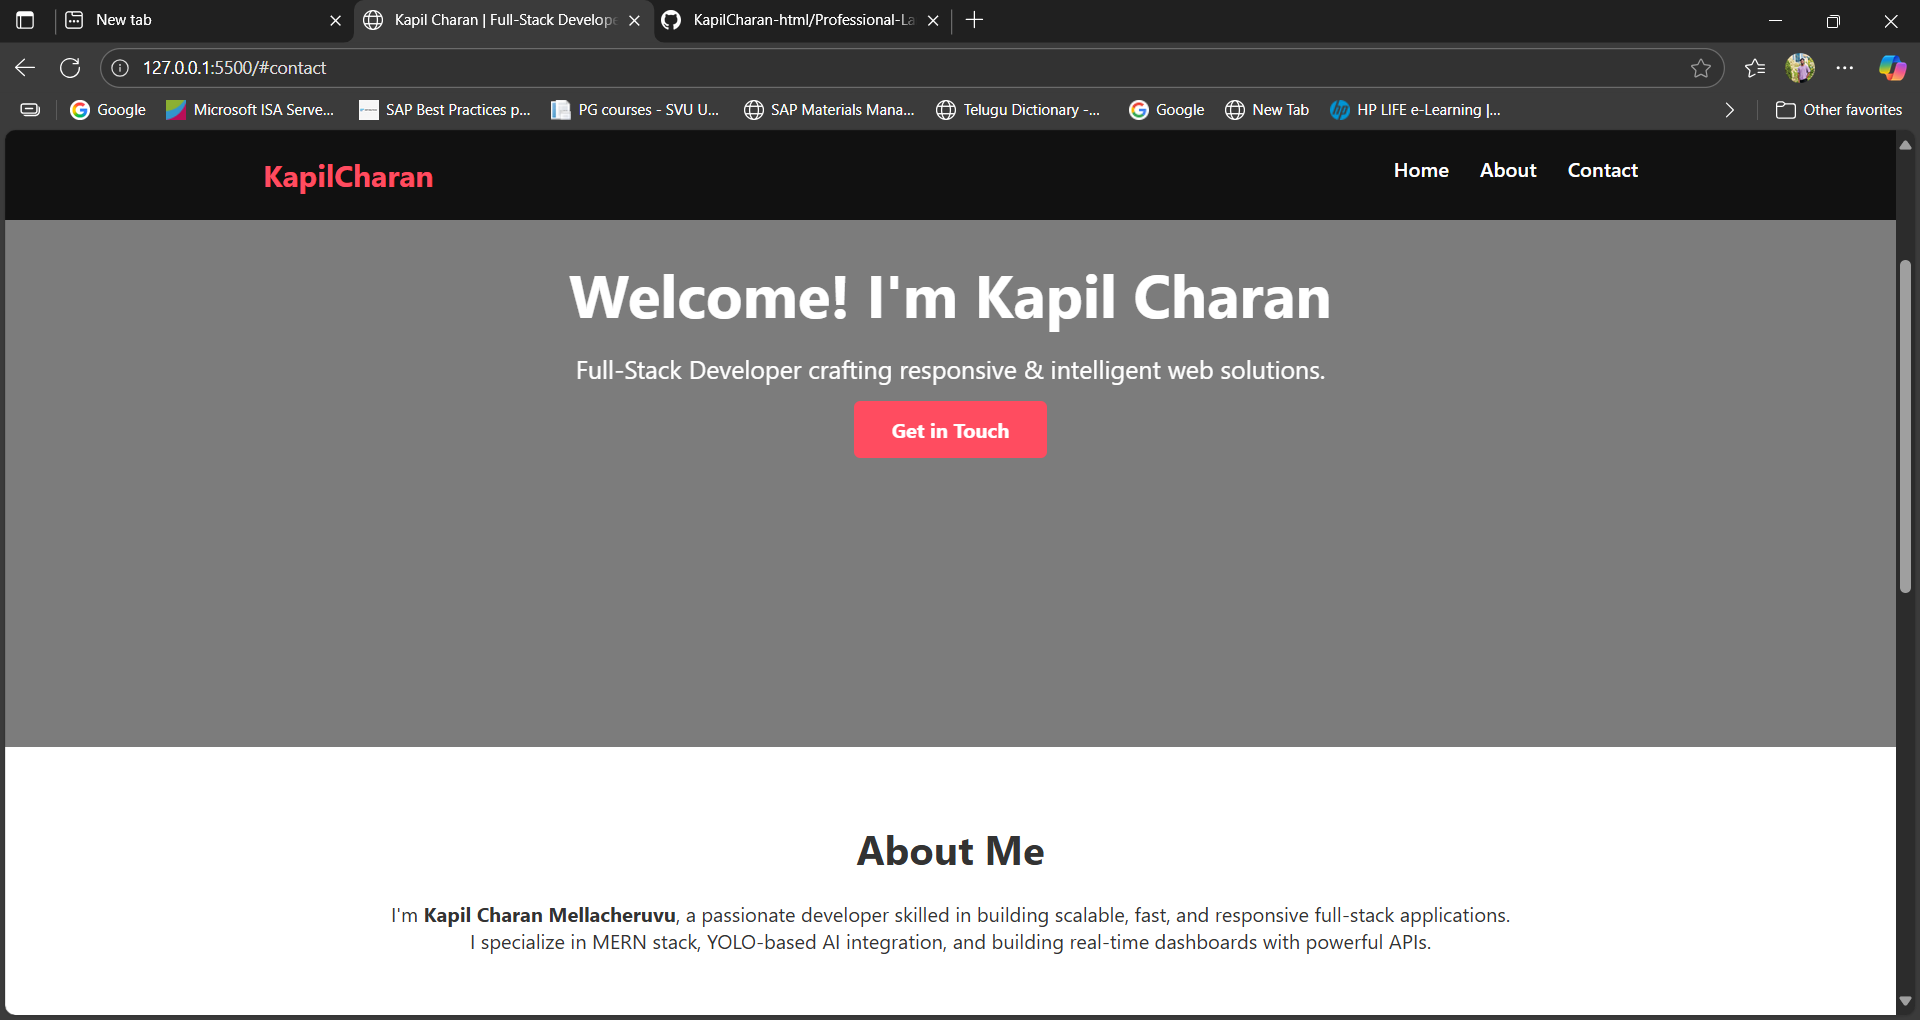 New tab
Kapil Charan | Full-Stack Develope
KapilCharan-html/Professional-La
127.0.0.1:5500/#contact
Google
Microsoft ISA Serve...
SAP Best Practices p...
PG courses - SVU U...
SAP Materials Mana...
Telugu Dictionary -...
Google
New Tab
HP LIFE e-Learning |...
Other favorites
KapilCharan
Home
About
Contact
Welcome! I'm Kapil Charan
Full-Stack Developer crafting responsive & intelligent web solutions.
Get in Touch
About Me
I'm Kapil Charan Mellacheruvu, a passionate developer skilled in building scalable, fast, and responsive full-stack applications.
I specialize in MERN stack, YOLO-based AI integration, and building real-time dashboards with powerful APIs.